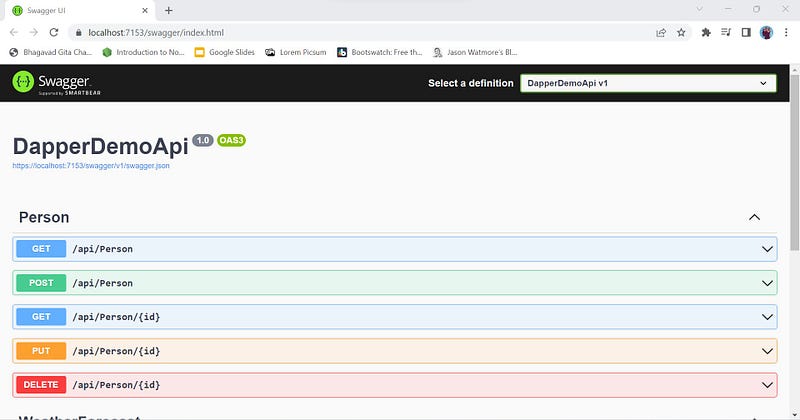 Swagger UI
localhost:7153/swagger/index.html
Bhagavad Gita Cha... Introduction to No... Google Slides Lorem Picsum Bootswatch: Free th... Jason Watmore's Bl...
Swagger
Supported by SMARTBEAR
Select a definition DapperDemoApi v1
DapperDemoApi 1.0 OAS3
https://localhost:7153/swagger/v1/swagger.json
Person
GET /api/Person
POST /api/Person
GET /api/Person/{id}
PUT /api/Person/{id}
DELETE /api/Person/{id}
WeatherForecast